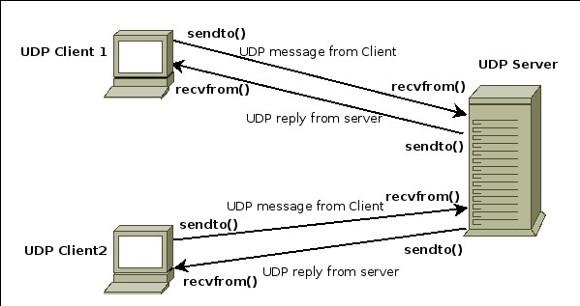 sendto()
UDP Client 1
UDP message from Client
UDP Server
recvfrom()
recvfrom()
UDP reply from server
sendto()
recvfrom()
UDP message from Client
sendto()
UDP Client2
sendto()
UDP reply from server
recvfrom()